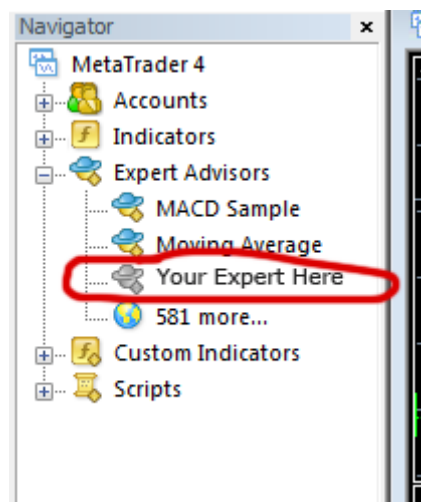 Navigator
MetaTrader 4
Accounts
Indicators
Expert Advisors
MACD Sample
Moving Average
Your Expert Here
581 more...
Custom Indicators
Scripts